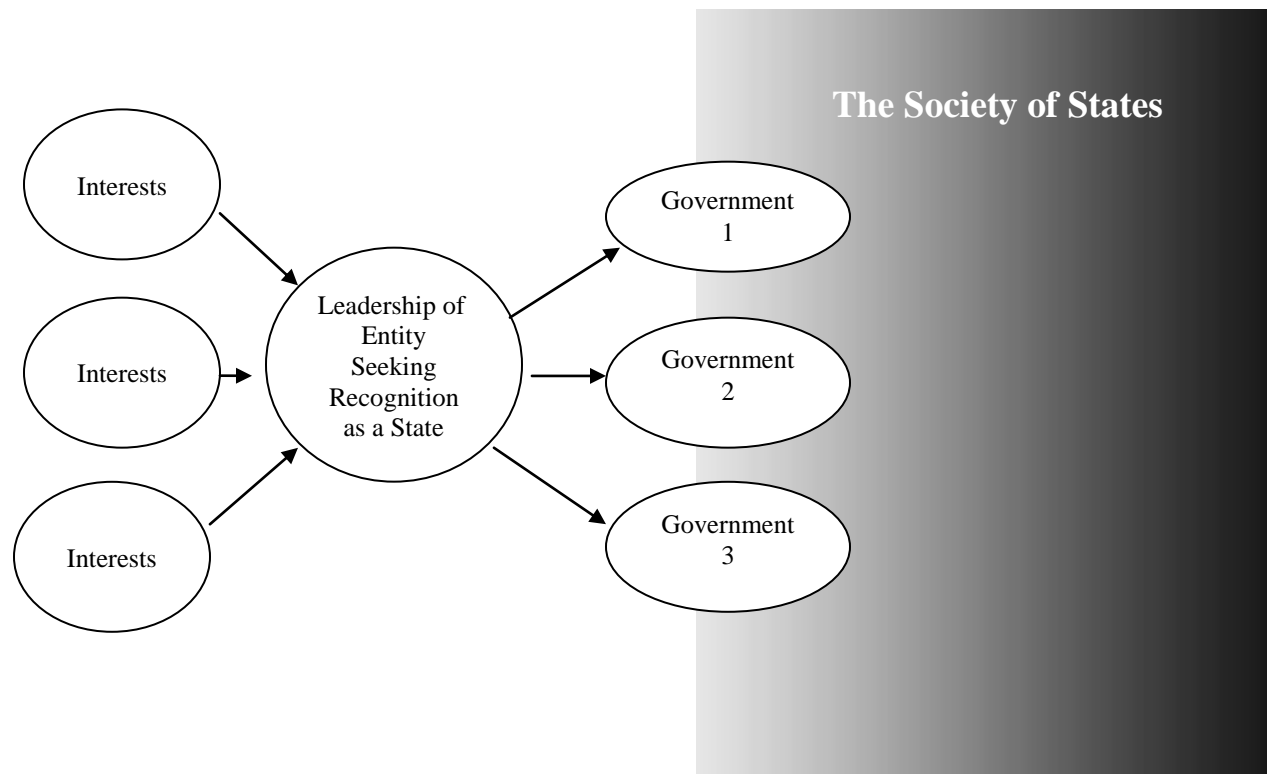 The Society of States
Interests
Interests
Interests
Leadership of
Entity
Seeking
Recognition
as a State
Government
1
Government
2
Government
3